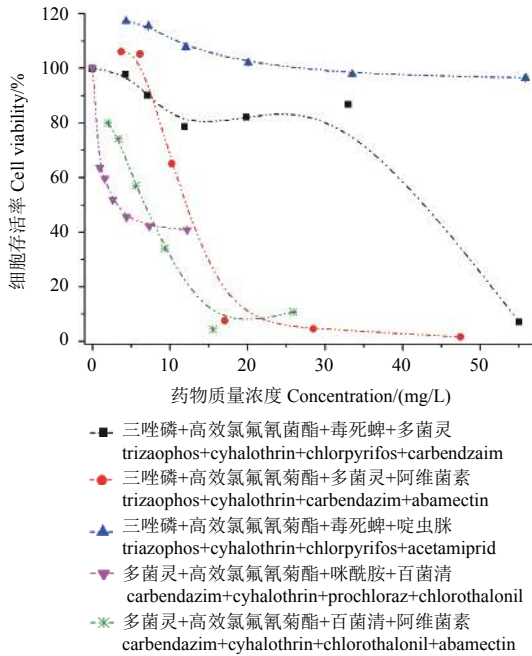 120
100
80
60
40
20
0
细胞存活率 Cell viability/%
0 10 20 30 40 50
药物质量浓度 Concentration/(mg/L)
三唑磷+高效氯氟氰菌酯+毒死蜱+多菌灵
trizaophos+cyhalothrin+chlorpyrifos+carbendzaim
三唑磷+高效氯氟氰菊酯+多菌灵+阿维菌素
trizaophos+cyhalothrin+carbendazim+abamectin
三唑磷+高效氯氟氰菊酯+毒死蜱+啶虫脒
triazophos+cyhalothrin+chlorpyrifos+acetamiprid
多菌灵+高效氯氟氰菊酯+咪酰胺+百菌清
carbendazim+cyhalothrin+prochloraz+chlorothalonil
多菌灵+高效氯氟氰菊酯+百菌清+阿维菌素
carbendazim+cyhalothrin+chlorothalonil+abamectin